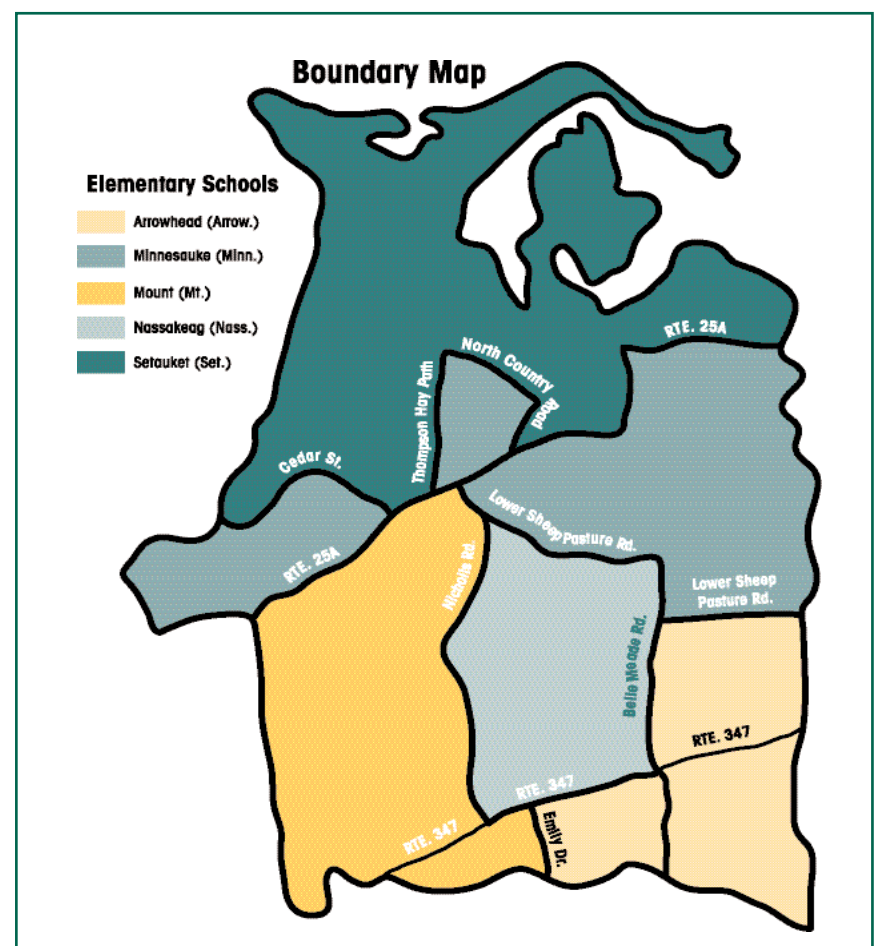 Boundary Map
Elementary Schools
Arrowhead (Arrow.)
Minnesauke (Minn.)
Mount (Mt.)
Nassakeag (Nass.)
Setauket (Set.)
RTE. 25A
North Country
Road
Thompson Hay Path
Cedar St.
RTE. 25A
Lower Sheep
Pasture Rd.
Nicholls Rd.
Lower Sheep
Pasture Rd.
Belle Meade Rd.
RTE. 347
RTE. 347
RTE. 347
Emily Dr.